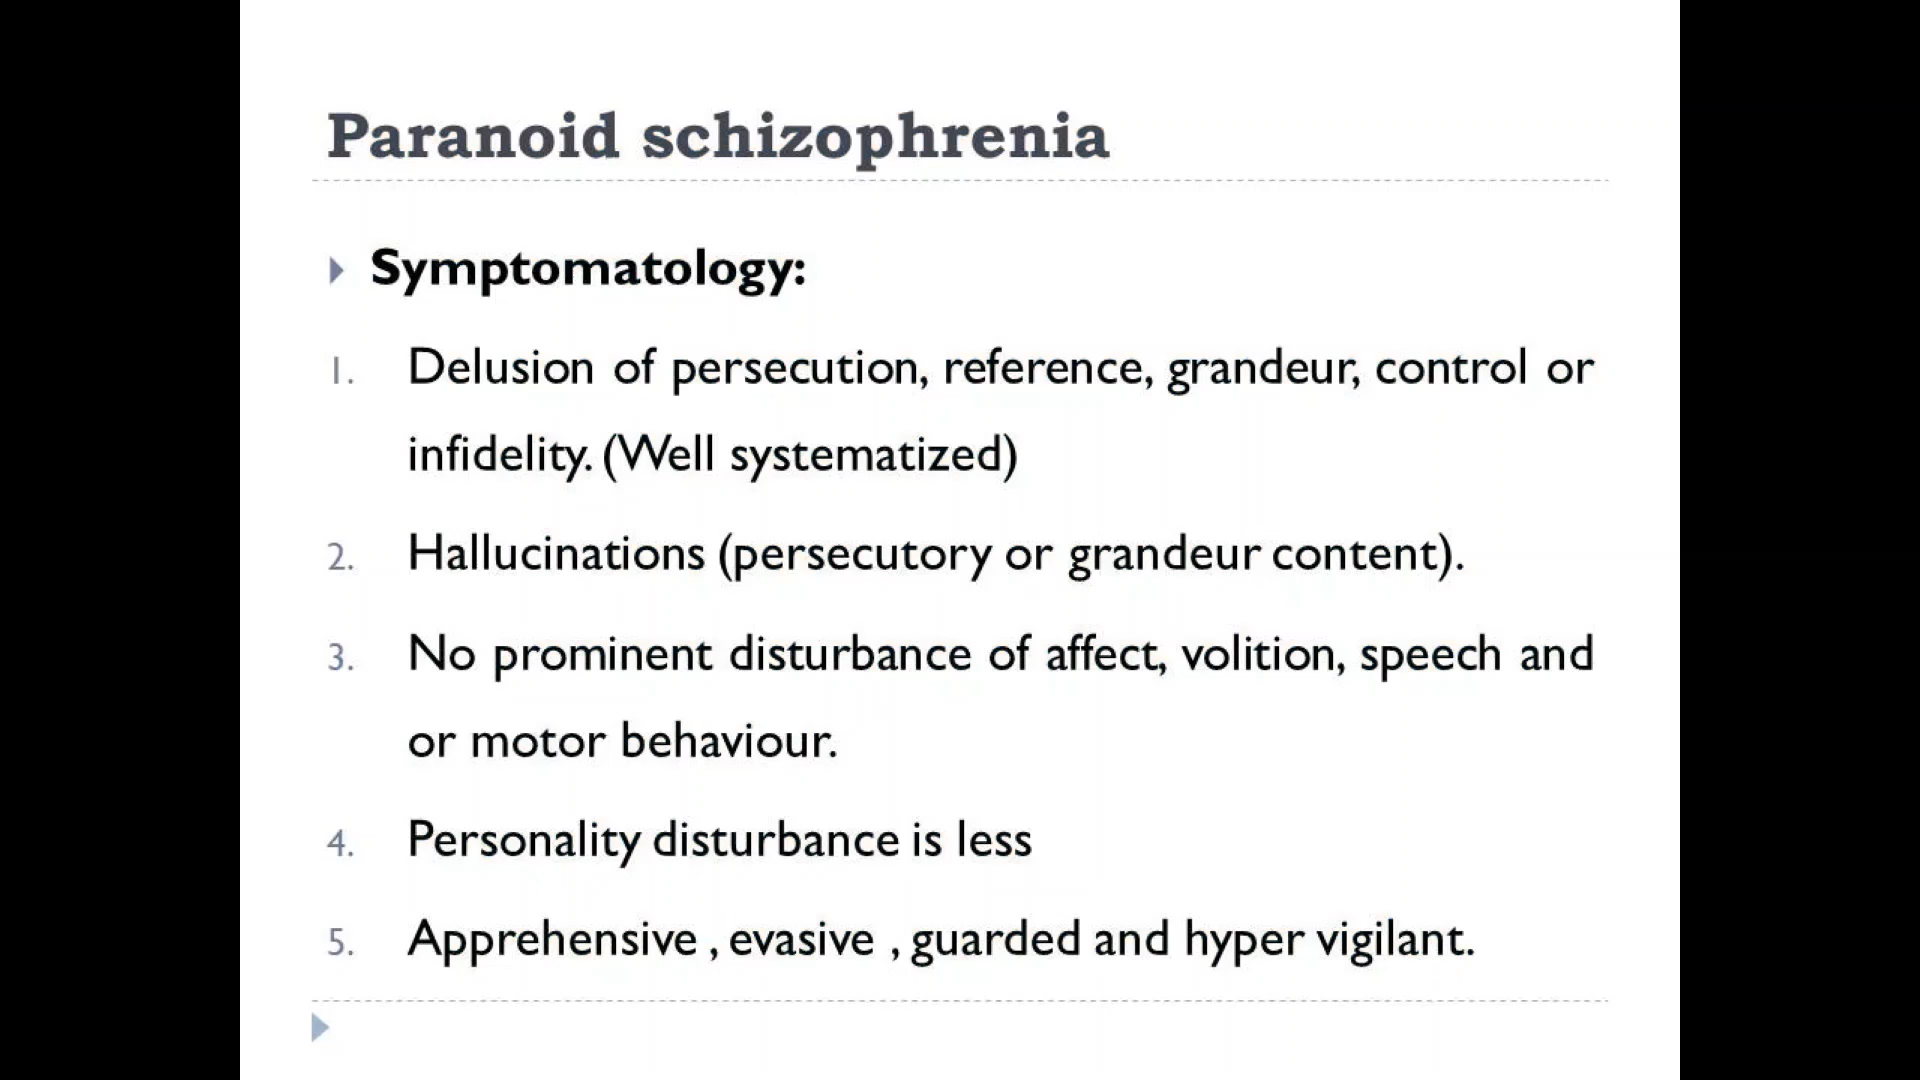 Paranoid schizophrenia
Symptomatology:
1. Delusion of persecution, reference, grandeur, control or
infidelity. (Well systematized)
2. Hallucinations (persecutory or grandeur content).
3. No prominent disturbance of affect, volition, speech and
or motor behaviour.
4. Personality disturbance is less
5. Apprehensive , evasive , guarded and hyper vigilant.